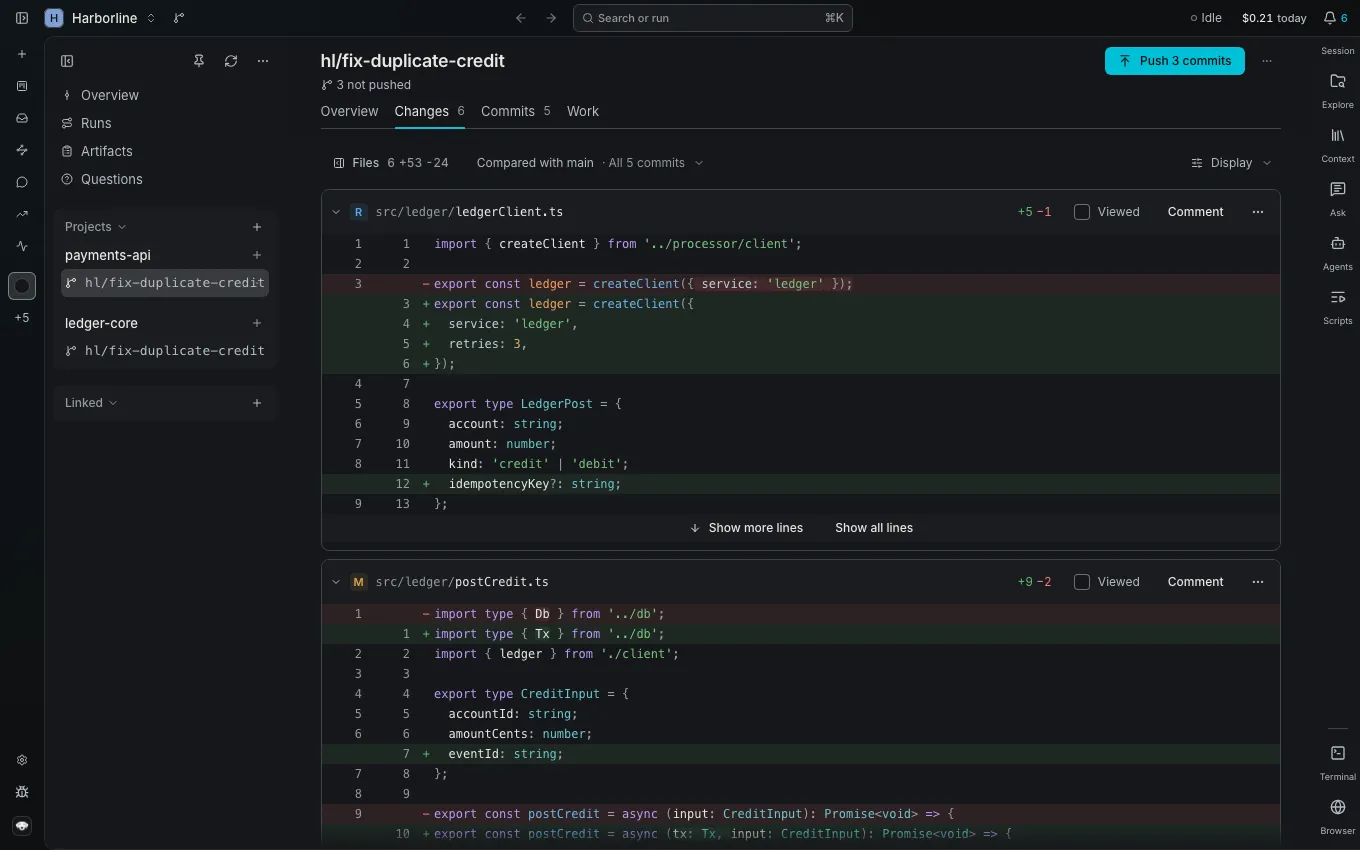 H Harborline
Search or run ⌘K
Idle $0.21 today 6
+5
Overview
Runs
Artifacts
Questions
Projects
payments-api
hl/fix-duplicate-credit
ledger-core
hl/fix-duplicate-credit
Linked
hl/fix-duplicate-credit
3 not pushed
Push 3 commits
Overview Changes 6 Commits 5 Work
Files 6 +53 -24 Compared with main · All 5 commits
Display
R src/ledger/ledgerClient.ts +5 −1 Viewed Comment
1 1 import { createClient } from '../processor/client';
2 2
3 − export const ledger = createClient({ service: 'ledger' });
3 + export const ledger = createClient({
4 + service: 'ledger',
5 + retries: 3,
6 + });
4 7
5 8 export type LedgerPost = {
6 9 account: string;
7 10 amount: number;
8 11 kind: 'credit' | 'debit';
12 + idempotencyKey?: string;
9 13 };
Show more lines Show all lines
M src/ledger/postCredit.ts +9 −2 Viewed Comment
1 − import type { Db } from '../db';
1 + import type { Tx } from '../db';
2 2 import { ledger } from './client';
3 3
4 4 export type CreditInput = {
5 5 accountId: string;
6 6 amountCents: number;
7 + eventId: string;
7 8 };
8 9
9 − export const postCredit = async (input: CreditInput): Promise<void> => {
10 + export const postCredit = async (tx: Tx, input: CreditInput): Promise<void> => {
Session
Explore
Context
Ask
Agents
Scripts
Terminal
Browser